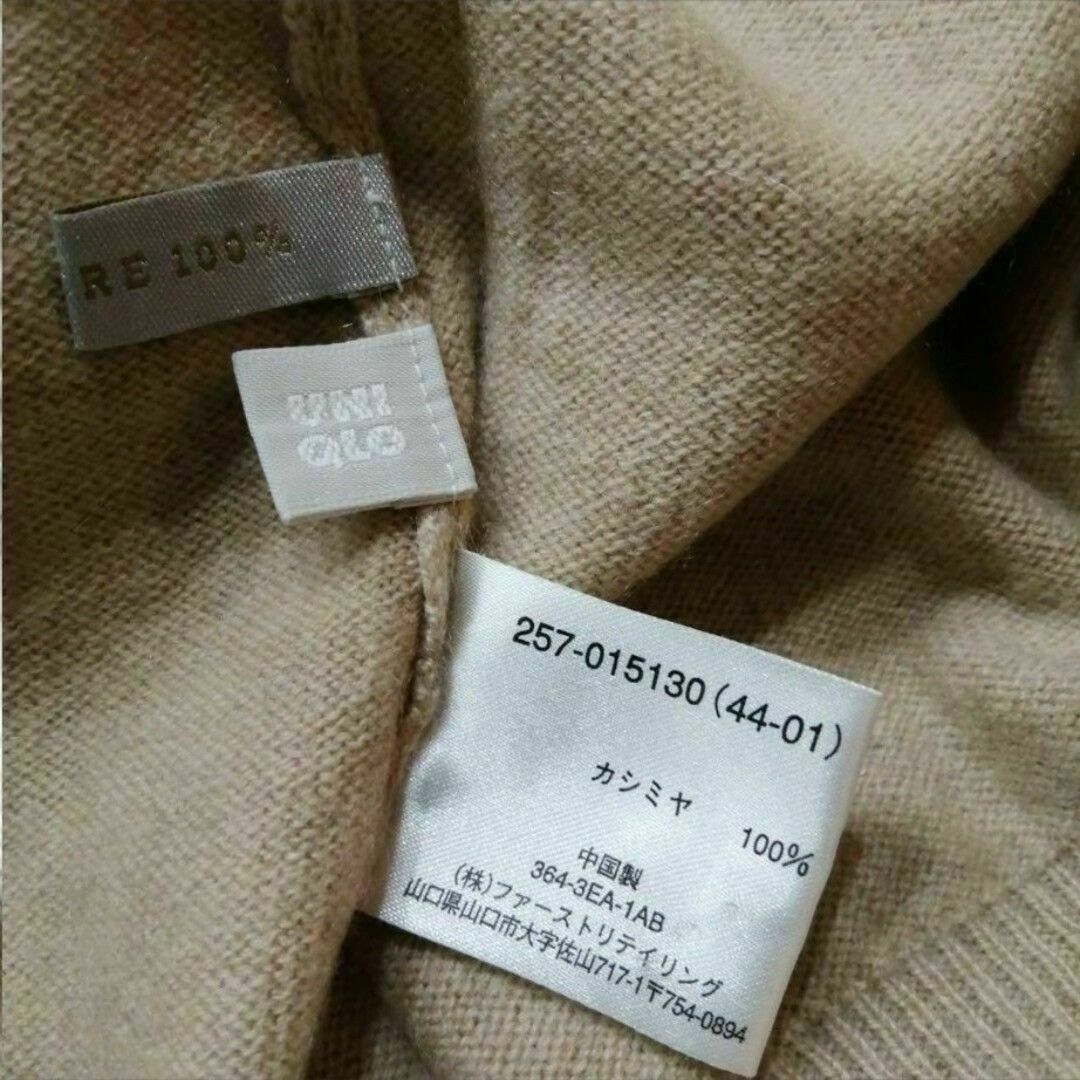 RE 100%
UNI
QLO
257-015130(44-01)
カシミヤ
100%
中国製
364-3EA-1AB
(株)ファーストリテイリング
山口県山口市大字佐山717-1〒754-0894